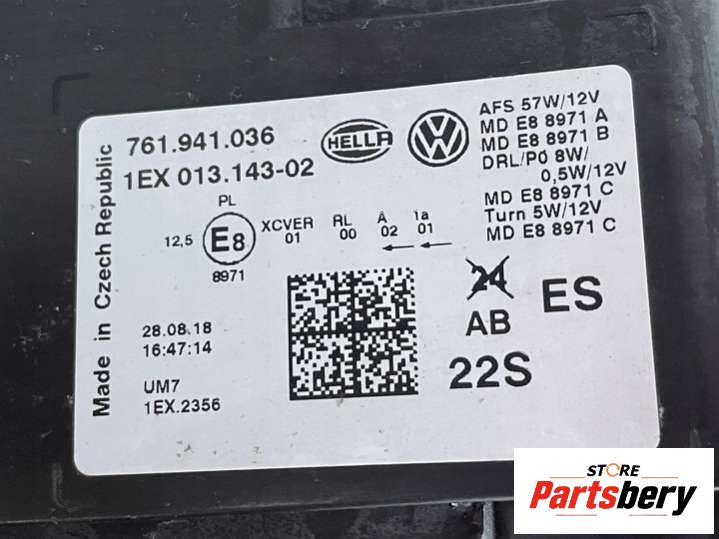 Made in Czech Republic
761.941.036
1EX 013.143-02
HELLA
VW
AFS 57W/12V
MD E8 8971 A
MD E8 8971 B
DRL/PO 8W/
0,5W/12V
MD E8 8971 C
Turn 5W/12V
MD E8 8971 C
PL
12,5 E8 XCVER RL A 1a
01 00 02 01
8971
24 ES
AB
22S
28.08.18
16:47:14
UM7
1EX.2356
STORE
Partsbery